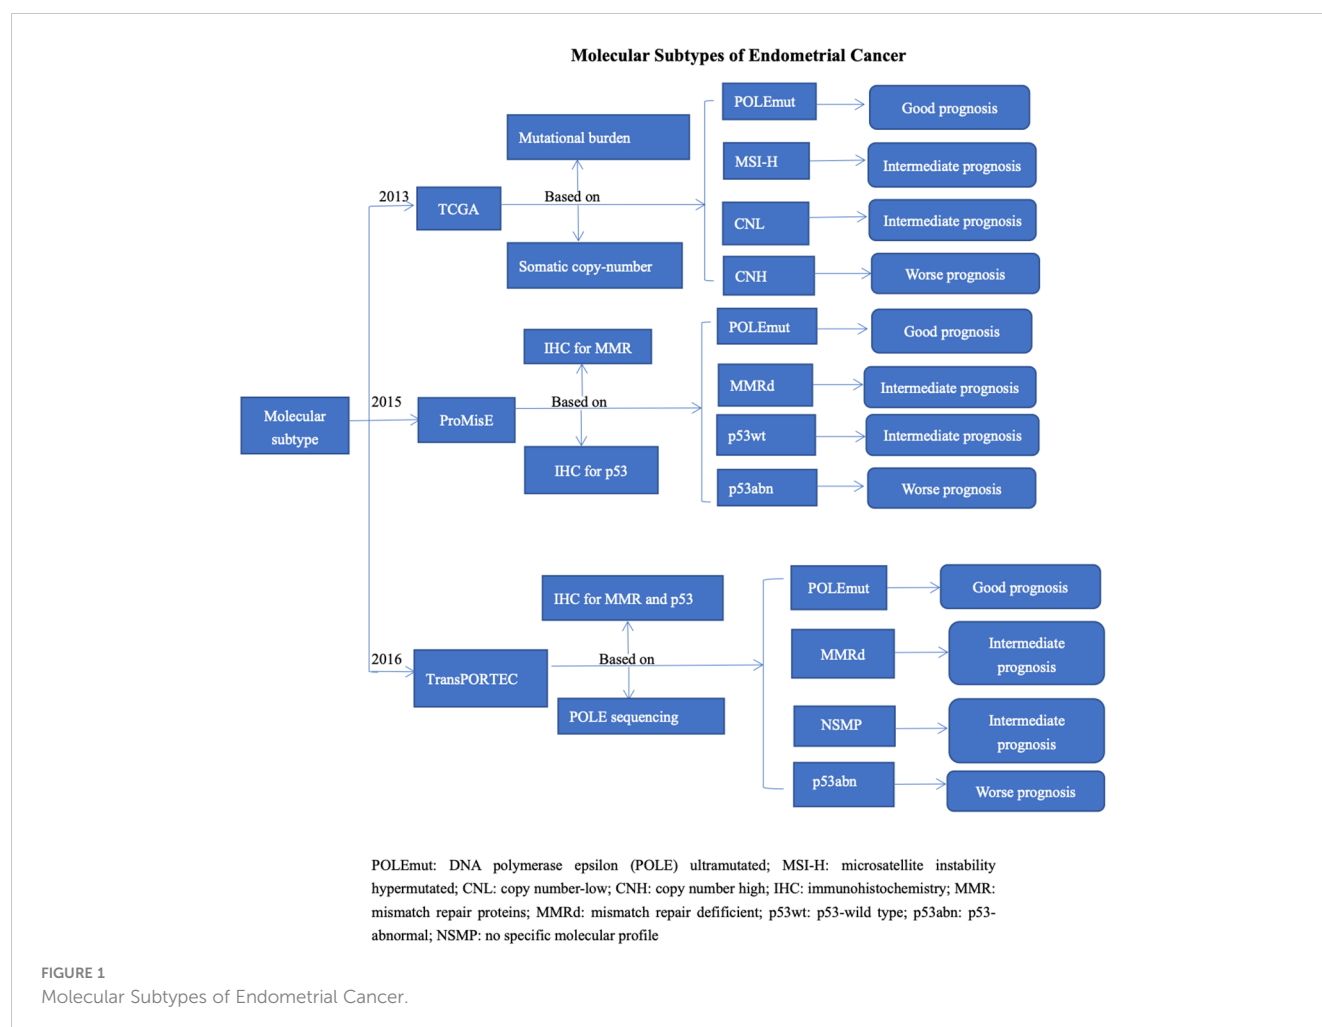 Molecular Subtypes of Endometrial Cancer
Molecular
subtype
2013
TCGA
Mutational burden
Based on
Somatic copy-number
POLEmut
Good prognosis
MSI-H
Intermediate prognosis
CNL
Intermediate prognosis
CNH
Worse prognosis
2015
ProMisE
IHC for MMR
Based on
IHC for p53
POLEmut
Good prognosis
MMRd
Intermediate prognosis
p53wt
Intermediate prognosis
p53abn
Worse prognosis
2016
TransPORTEC
IHC for MMR and p53
Based on
POLE sequencing
POLEmut
Good prognosis
MMRd
Intermediate
prognosis
NSMP
Intermediate
prognosis
p53abn
Worse prognosis
POLEmut: DNA polymerase epsilon (POLE) ultramutated; MSI-H: microsatellite instability
hypermutated; CNL: copy number-low; CNH: copy number high; IHC: immunohistochemistry; MMR:
mismatch repair proteins; MMRd: mismatch repair defificient; p53wt: p53-wild type; p53abn: p53-
abnormal; NSMP: no specific molecular profile
FIGURE 1
Molecular Subtypes of Endometrial Cancer.